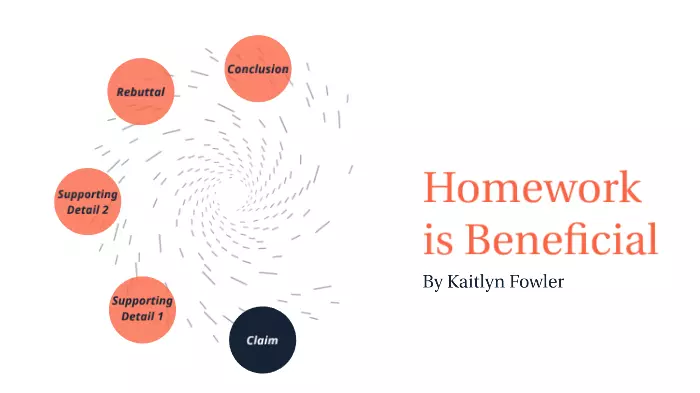 Conclusion
Rebuttal
Supporting
Detail 2
Supporting
Detail 1
Claim
Homework
is Beneficial
By Kaitlyn Fowler